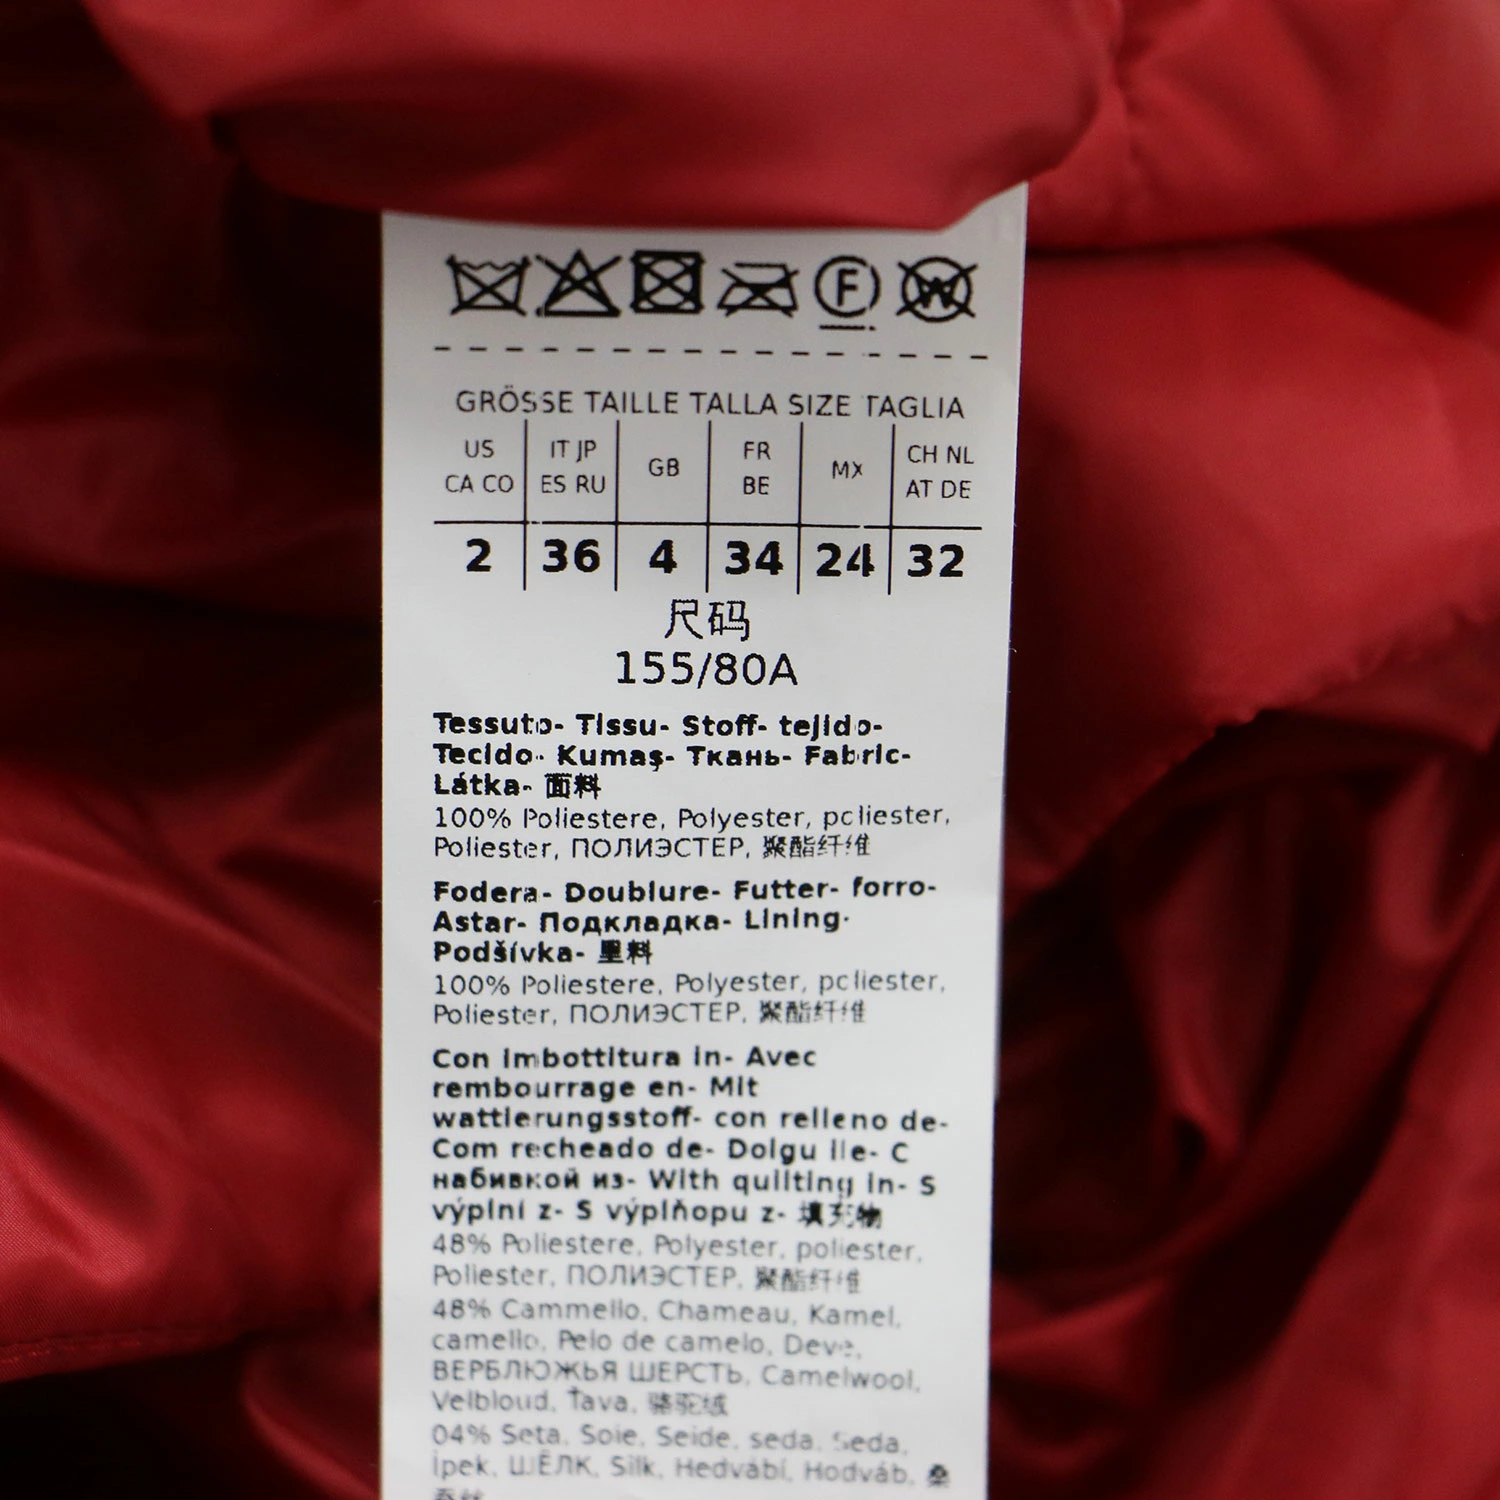 F W
GRÖSSE TAILLE TALLA SIZE TAGLIA
US CA CO IT JP ES RU GB FR BE MX CH NL AT DE
2 36 4 34 24 32
尺码
155/80A
Tessuto- Tissu- Stoff- tejido-
Tecido- Kumaş- Ткань- Fabric-
Látka- 面料
100% Poliestere, Polyester, poliester,
Poliester, ПОЛИЭСТЕР, 聚酯纤维
Fodera- Doublure- Futter- forro-
Astar- Подкладка- Lining-
Podšívka- 里料
100% Poliestere, Polyester, poliester,
Poliester, ПОЛИЭСТЕР, 聚酯纤维
Con imbottitura in- Avec
rembourrage en- Mit
wattierungsstoff- con relleno de-
Com recheado de- Dolgu ile- C
набивкой из- With quilting in- S
výplní z- S výplňopu z- 填充物
48% Poliestere, Polyester, poliester,
Poliester, ПОЛИЭСТЕР, 聚酯纤维
48% Cammello, Chameau, Kamel,
camello, Pelo de camelo, Deve,
ВЕРБЛЮЖЬЯ ШЕРСТЬ, Camelwool,
Velbloud, Ťava, 骆驼绒
04% Seta, Soie, Seide, seda, Seda,
İpek, ШЁЛК, Silk, Hedvábí, Hodváb, 桑